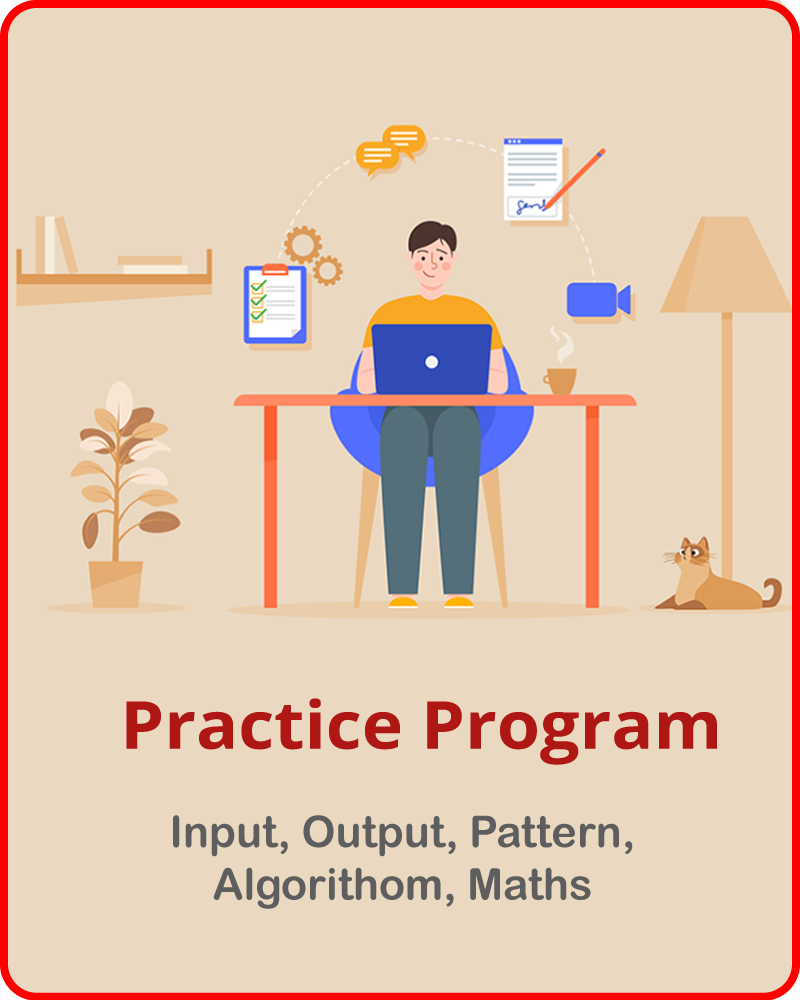 Practice Program
Input, Output, Pattern,
Algorithom, Maths